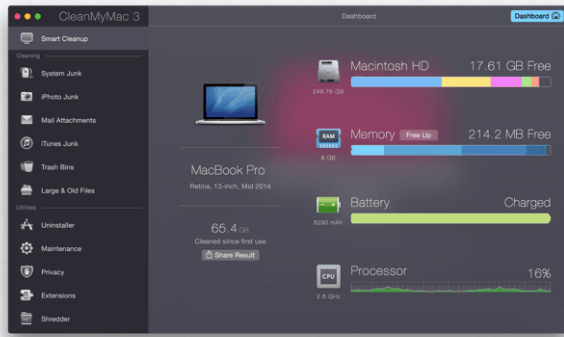 CleanMyMac 3
Dashboard
Dashboard
Smart Cleanup
Cleaning
System Junk
iPhoto Junk
Mail Attachments
iTunes Junk
Trash Bins
Large & Old Files
Utilities
Uninstaller
Maintenance
Privacy
Extensions
Shredder
MacBook Pro
Retina, 13-inch, Mid 2014
65.4 GB
Cleaned since first use
Share Result
Macintosh HD 17.61 GB Free
249.78 GB
RAM
Memory Free Up 214.2 MB Free
8 GB
Battery Charged
6290 mAh
CPU
Processor 16%
2.6 GHz